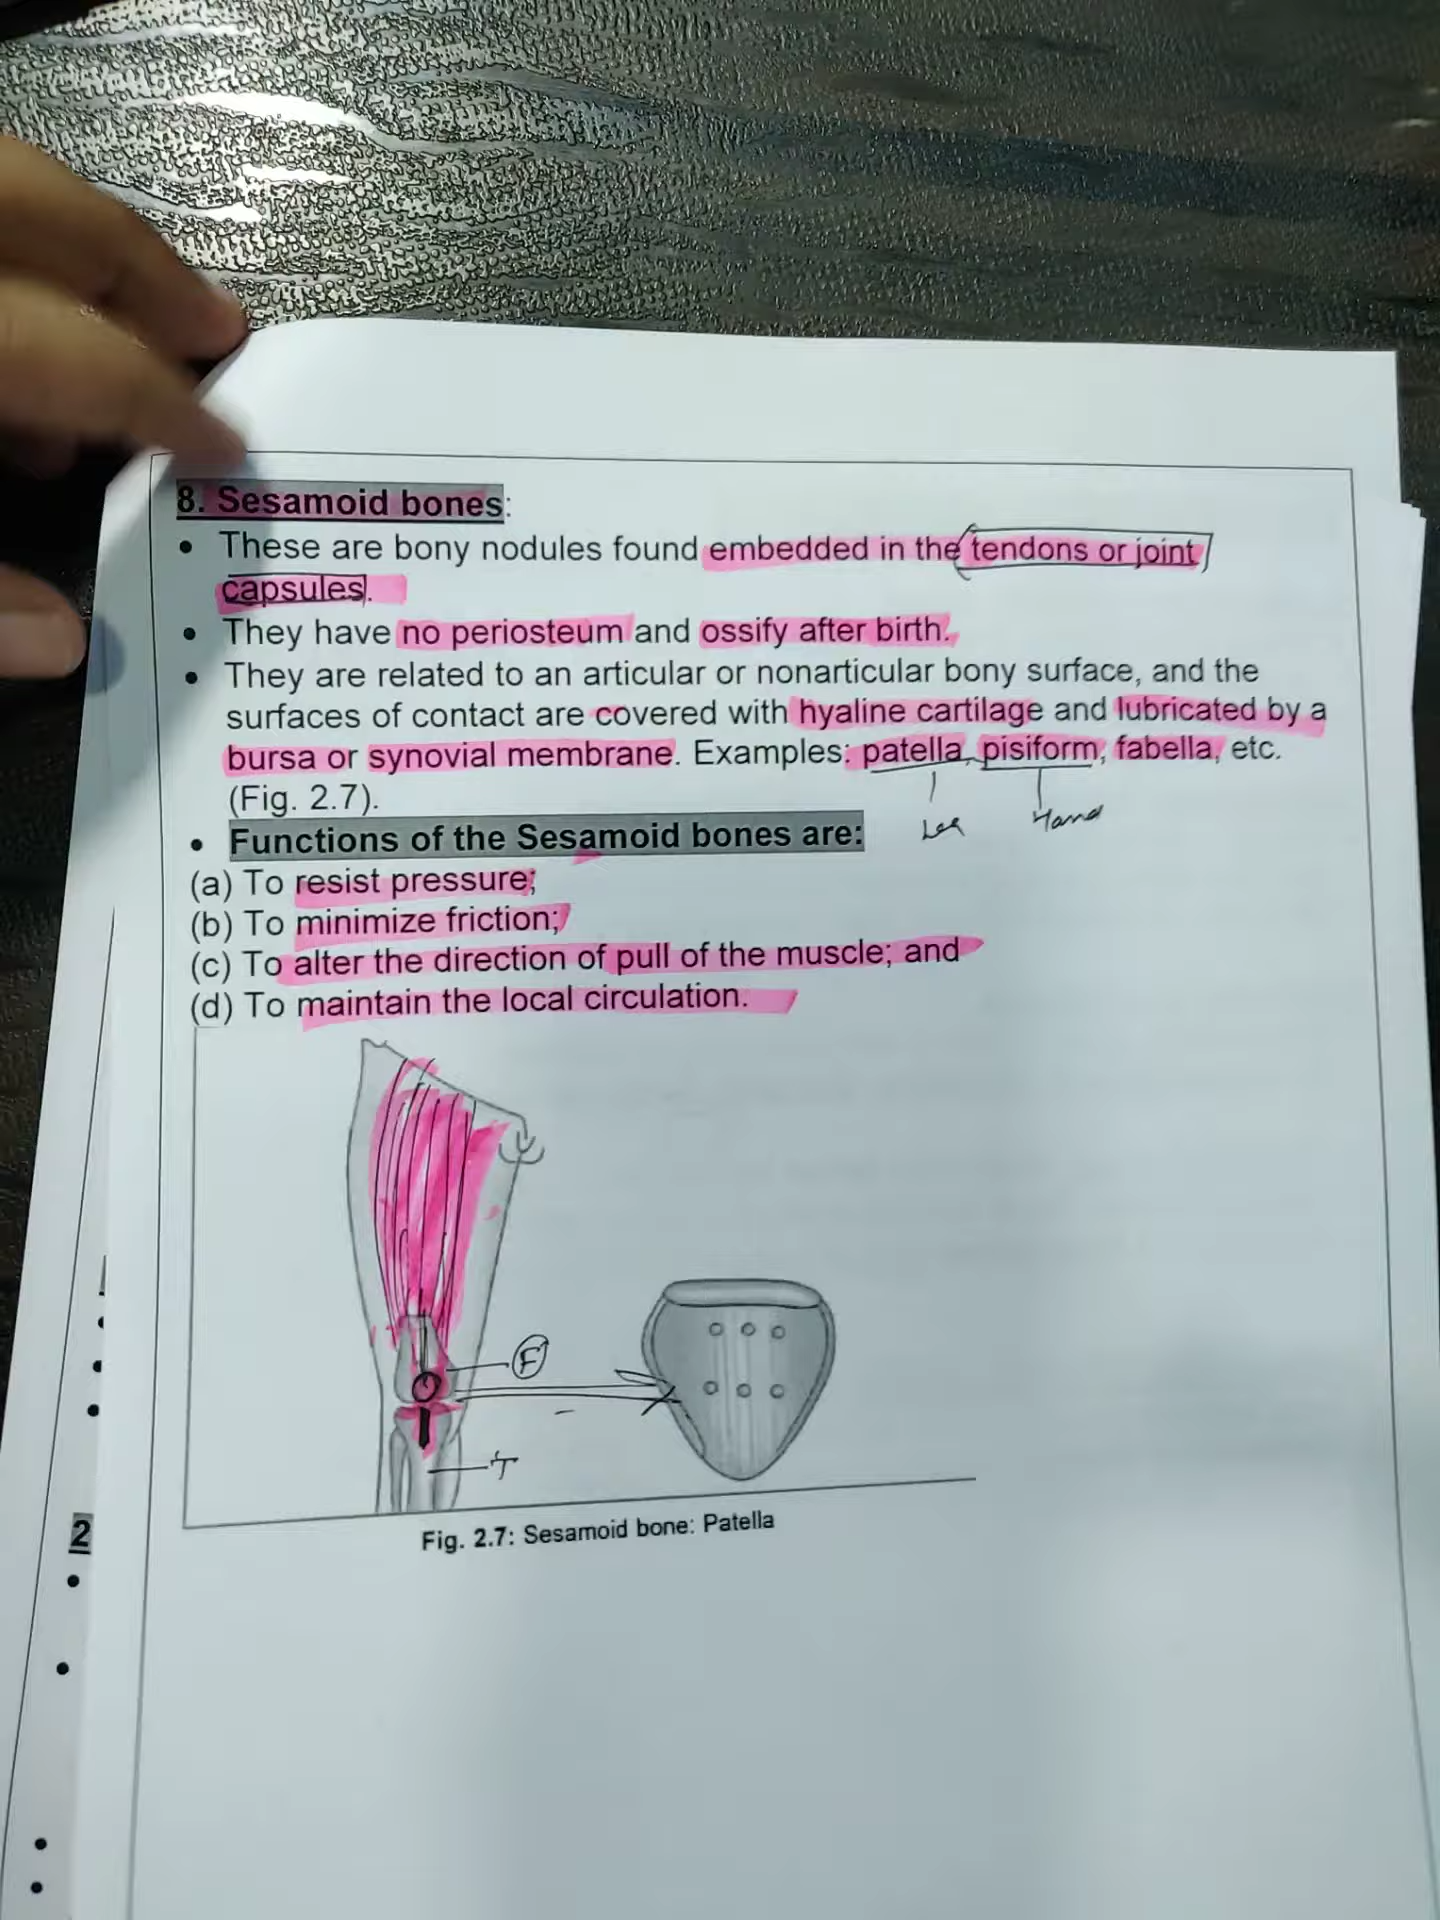 8. Sesamoid bones:
• These are bony nodules found embedded in the tendons or joint
capsules.
• They have no periosteum and ossify after birth.
• They are related to an articular or nonarticular bony surface, and the
surfaces of contact are covered with hyaline cartilage and lubricated by a
bursa or synovial membrane. Examples: patella, pisiform, fabella, etc.
(Fig. 2.7).
Hand
• Functions of the Sesamoid bones are:
(a) To resist pressure;
(b) To minimize friction;
(c) To alter the direction of pull of the muscle; and
(d) To maintain the local circulation.
F
T
Fig. 2.7: Sesamoid bone: Patella
2